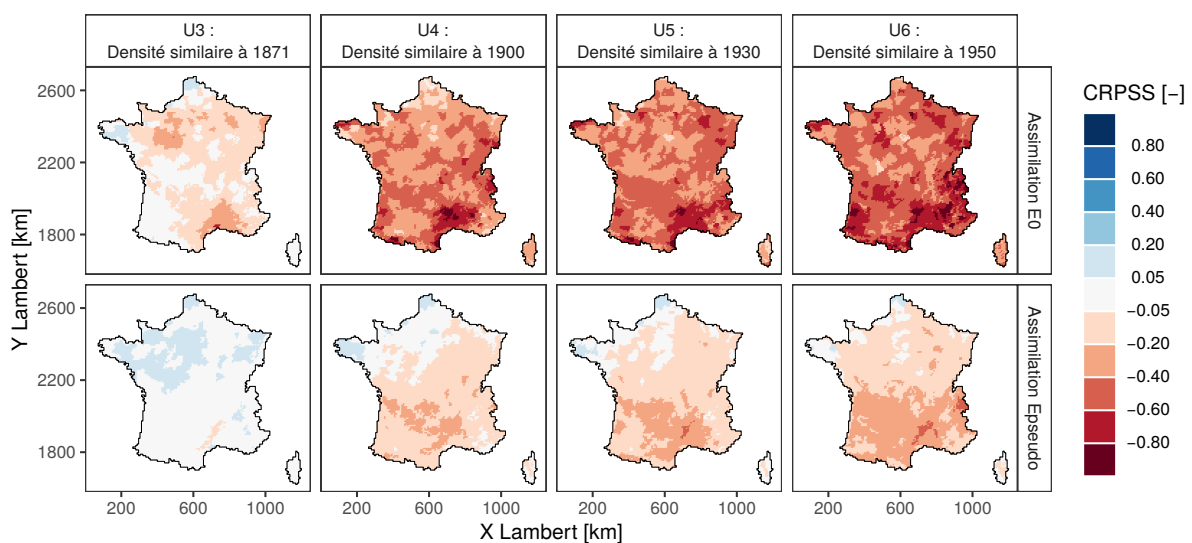 U3 :
Densité similaire à 1871
U4 :
Densité similaire à 1900
U5 :
Densité similaire à 1930
U6 :
Densité similaire à 1950
2600
2200
1800
Assimilation E0
2600
2200
1800
Assimilation Epseudo
Y Lambert [km]
200 600 1000 200 600 1000 200 600 1000 200 600 1000
X Lambert [km]
CRPSS [−]
0.80
0.60
0.40
0.20
0.05
−0.05
−0.20
−0.40
−0.60
−0.80